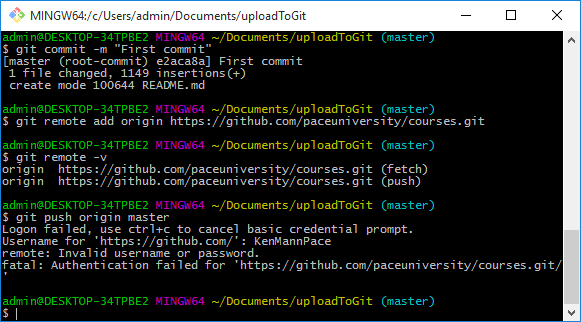 MINGW64:/c/Users/admin/Documents/uploadToGit
admin@DESKTOP-34TPBE2 MINGW64 ~/Documents/uploadToGit (master)
$ git commit -m "First commit"
[master (root-commit) e2aca8a] First commit
 1 file changed, 1149 insertions(+)
 create mode 100644 README.md
admin@DESKTOP-34TPBE2 MINGW64 ~/Documents/uploadToGit (master)
$ git remote add origin https://github.com/paceuniversity/courses.git
admin@DESKTOP-34TPBE2 MINGW64 ~/Documents/uploadToGit (master)
$ git remote -v
origin  https://github.com/paceuniversity/courses.git (fetch)
origin  https://github.com/paceuniversity/courses.git (push)
admin@DESKTOP-34TPBE2 MINGW64 ~/Documents/uploadToGit (master)
$ git push origin master
Logon failed, use ctrl+c to cancel basic credential prompt.
Username for 'https://github.com/': KenMannPace
remote: Invalid username or password.
fatal: Authentication failed for 'https://github.com/paceuniversity/courses.git/
'
admin@DESKTOP-34TPBE2 MINGW64 ~/Documents/uploadToGit (master)
$